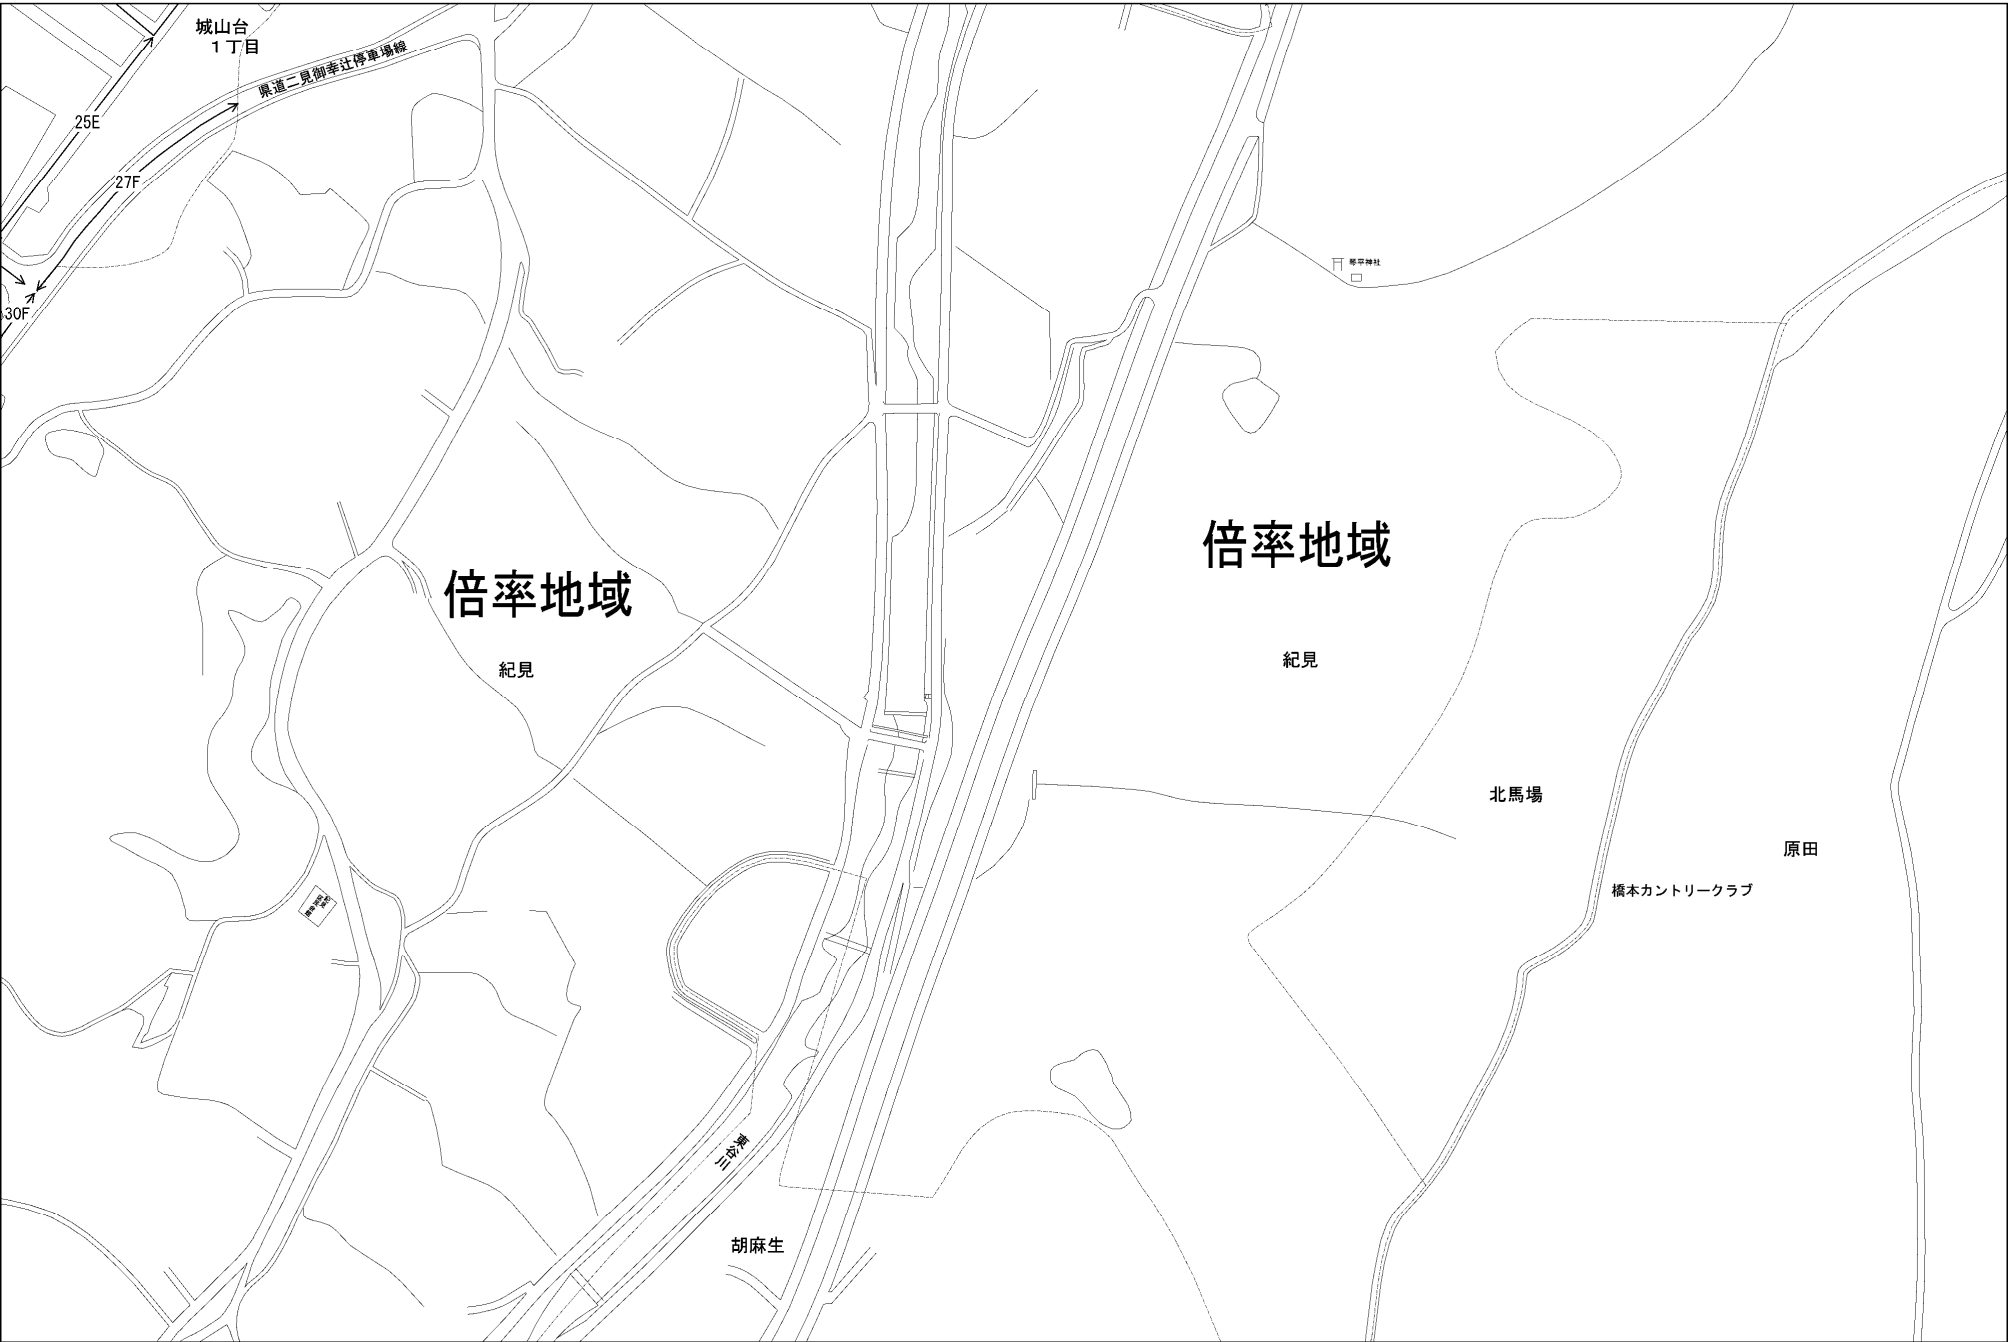 城山台
１丁目
県道二見御幸辻停車場線
25E
27F
30F
琴平神社
倍率地域
倍率地域
紀見
紀見
北馬場
原田
橋本カントリークラブ
東谷川
胡麻生